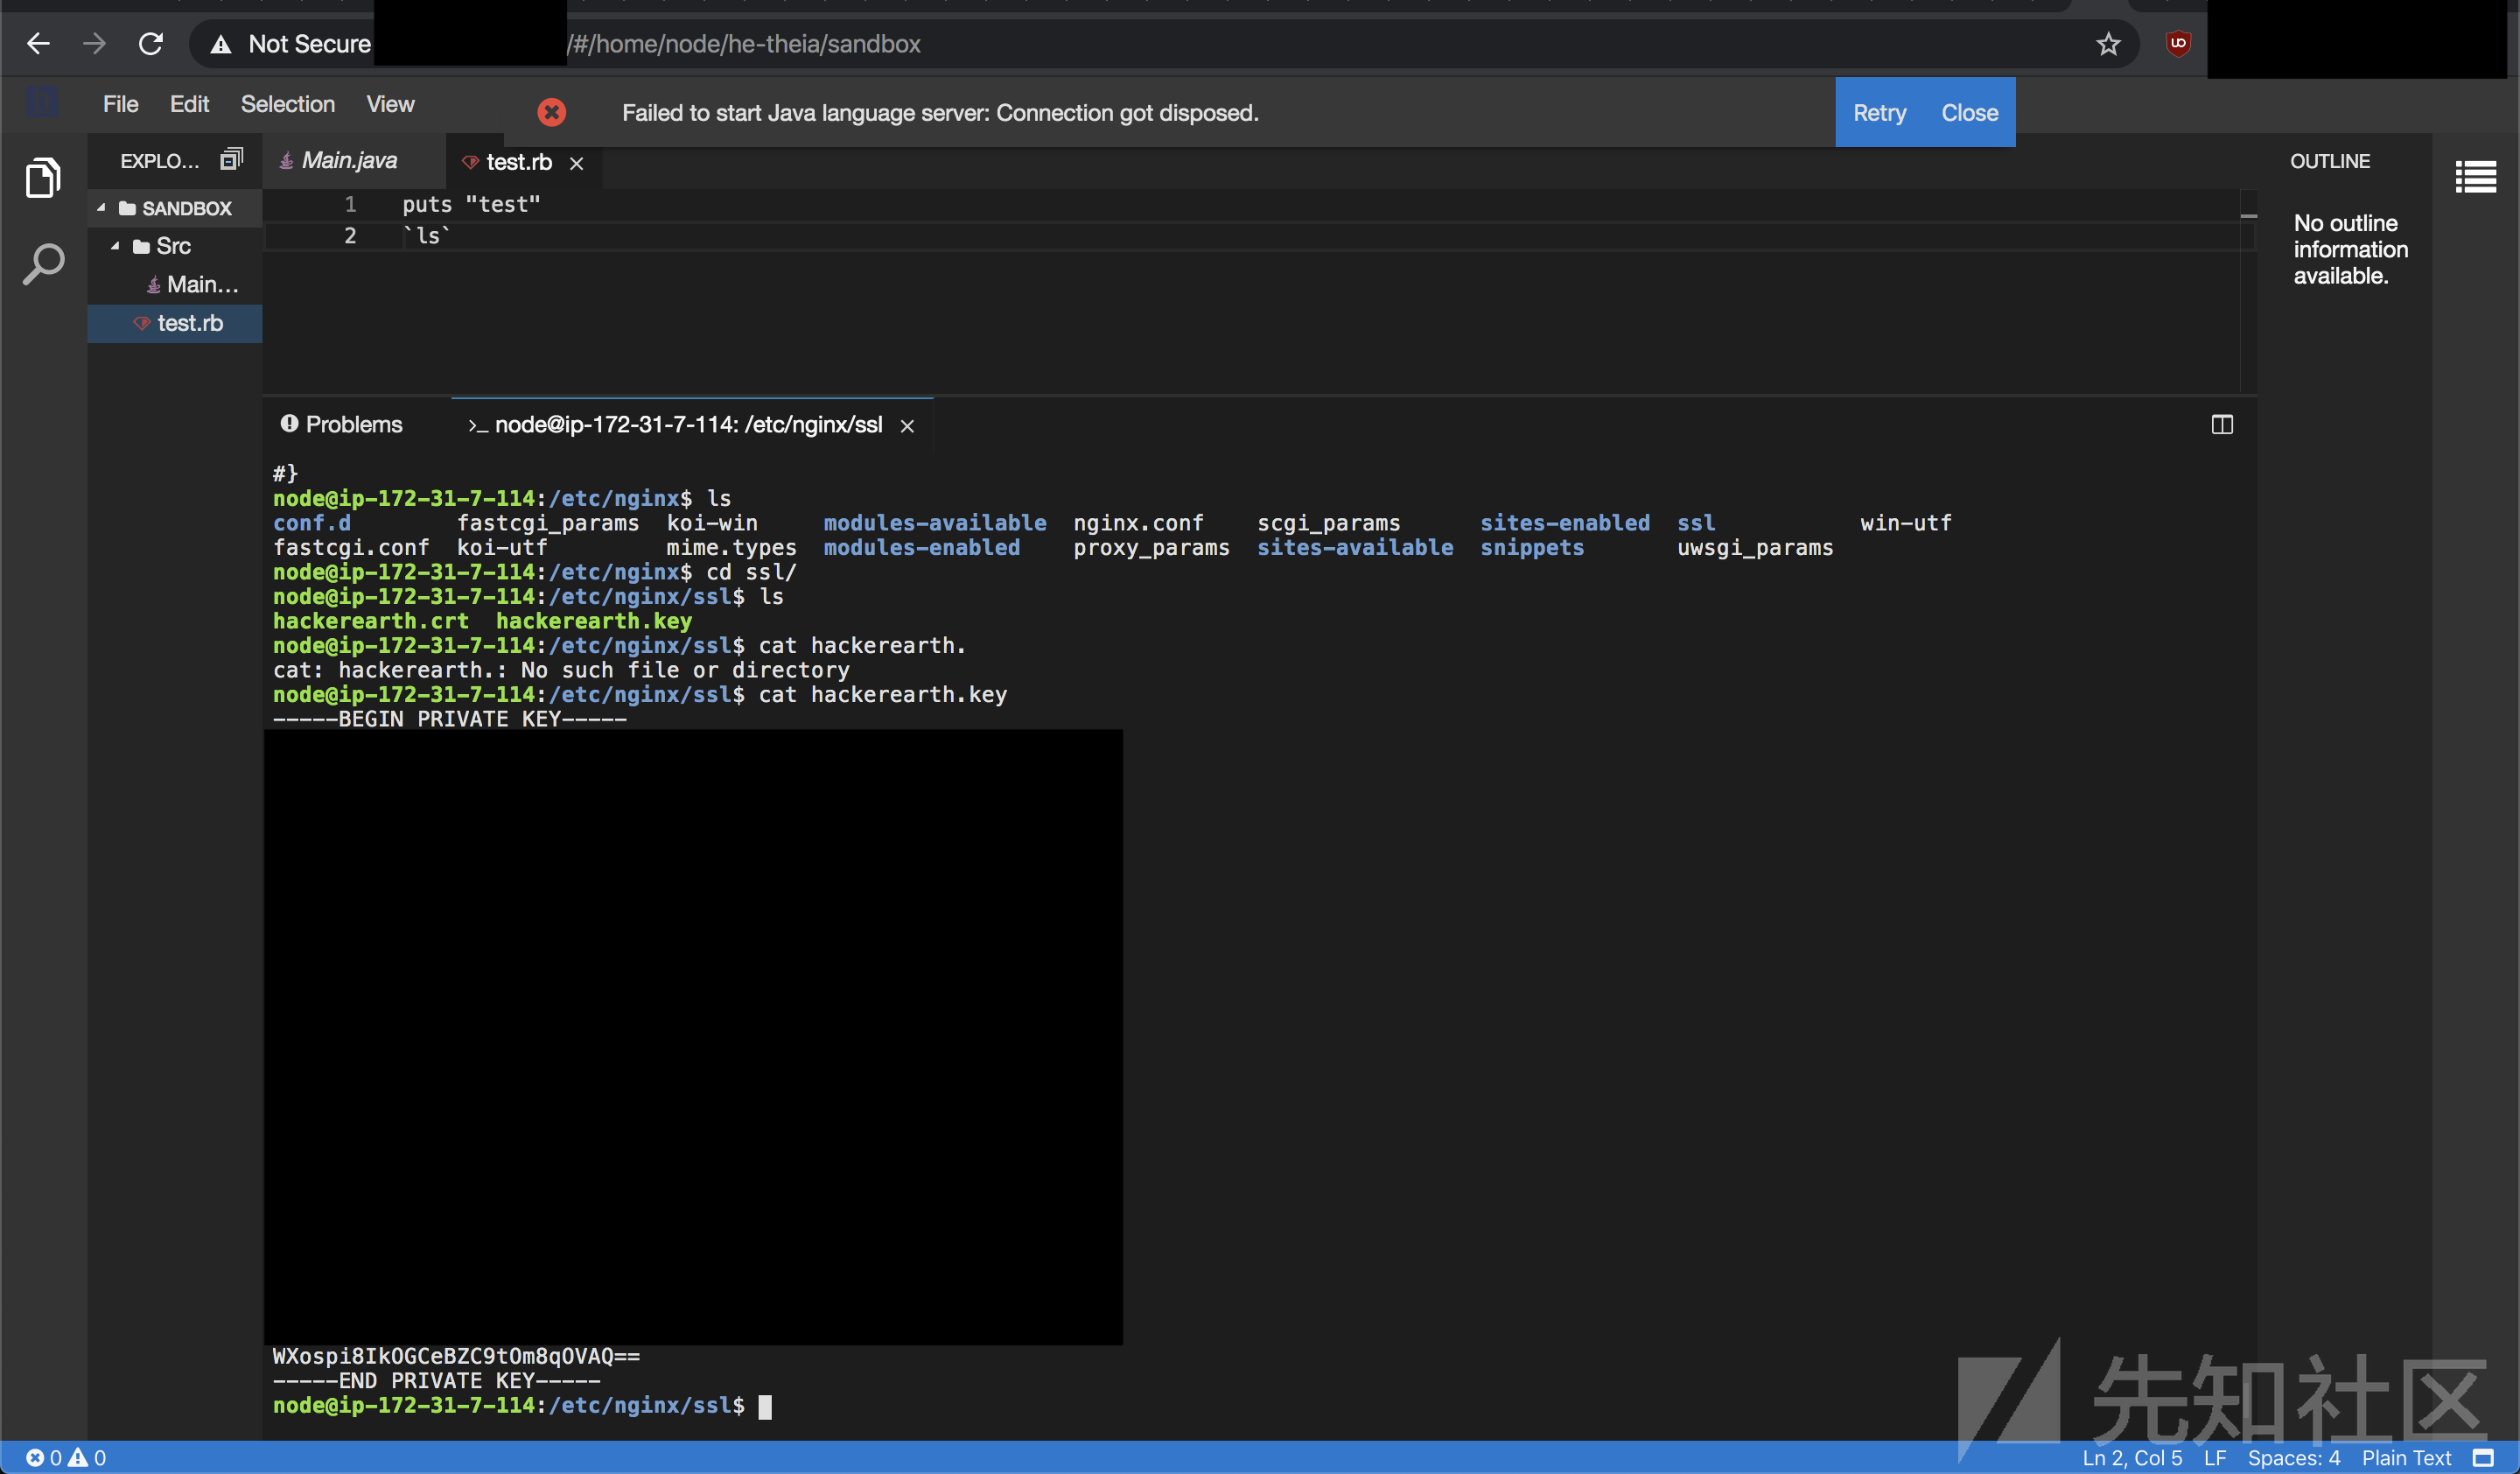 Not Secure /#/home/node/he-theia/sandbox
File Edit Selection View
Failed to start Java language server: Connection got disposed.
Retry Close
EXPLO...
Main.java test.rb
OUTLINE
SANDBOX
Src
Main...
test.rb
1 puts "test"
2 `ls`
No outline
information
available.
Problems
>_ node@ip-172-31-7-114: /etc/nginx/ssl
#}
node@ip-172-31-7-114:/etc/nginx$ ls
conf.d fastcgi_params koi-win modules-available nginx.conf scgi_params sites-enabled ssl win-utf
fastcgi.conf koi-utf mime.types modules-enabled proxy_params sites-available snippets uwsgi_params
node@ip-172-31-7-114:/etc/nginx$ cd ssl/
node@ip-172-31-7-114:/etc/nginx/ssl$ ls
hackerearth.crt hackerearth.key
node@ip-172-31-7-114:/etc/nginx/ssl$ cat hackerearth.
cat: hackerearth.: No such file or directory
node@ip-172-31-7-114:/etc/nginx/ssl$ cat hackerearth.key
-----BEGIN PRIVATE KEY-----
WXospi8IkOGCeBZC9tOm8qOVAQ==
-----END PRIVATE KEY-----
node@ip-172-31-7-114:/etc/nginx/ssl$
先知社区
0 0
Ln 2, Col 5 LF Spaces: 4 Plain Text